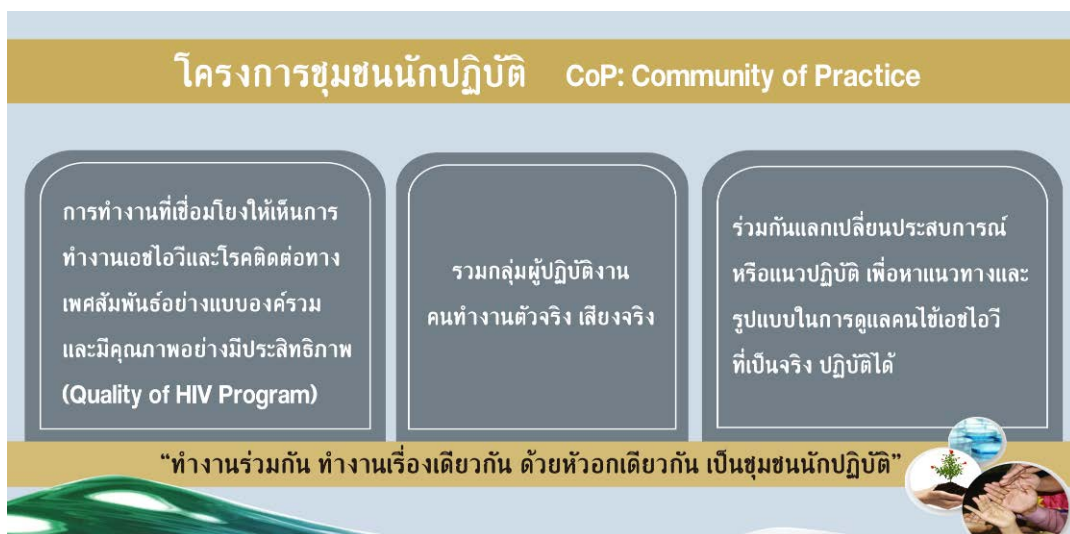 โครงการชุมชนนักปฏิบัติ CoP: Community of Practice
การทำงานที่เชื่อมโยงให้เห็นการ
ทำงานเอชไอวีและโรคติดต่อทาง
เพศสัมพันธ์อย่างแบบองค์รวม
และมีคุณภาพอย่างมีประสิทธิภาพ
(Quality of HIV Program)
รวมกลุ่มผู้ปฏิบัติงาน
คนทำงานตัวจริง เสียงจริง
ร่วมกันแลกเปลี่ยนประสบการณ์
หรือแนวปฏิบัติ เพื่อหาแนวทางและ
รูปแบบในการดูแลคนไข้เอชไอวี
ที่เป็นจริง ปฏิบัติได้
“ทำงานร่วมกัน ทำงานเรื่องเดียวกัน ด้วยหัวอกเดียวกัน เป็นชุมชนนักปฏิบัติ”